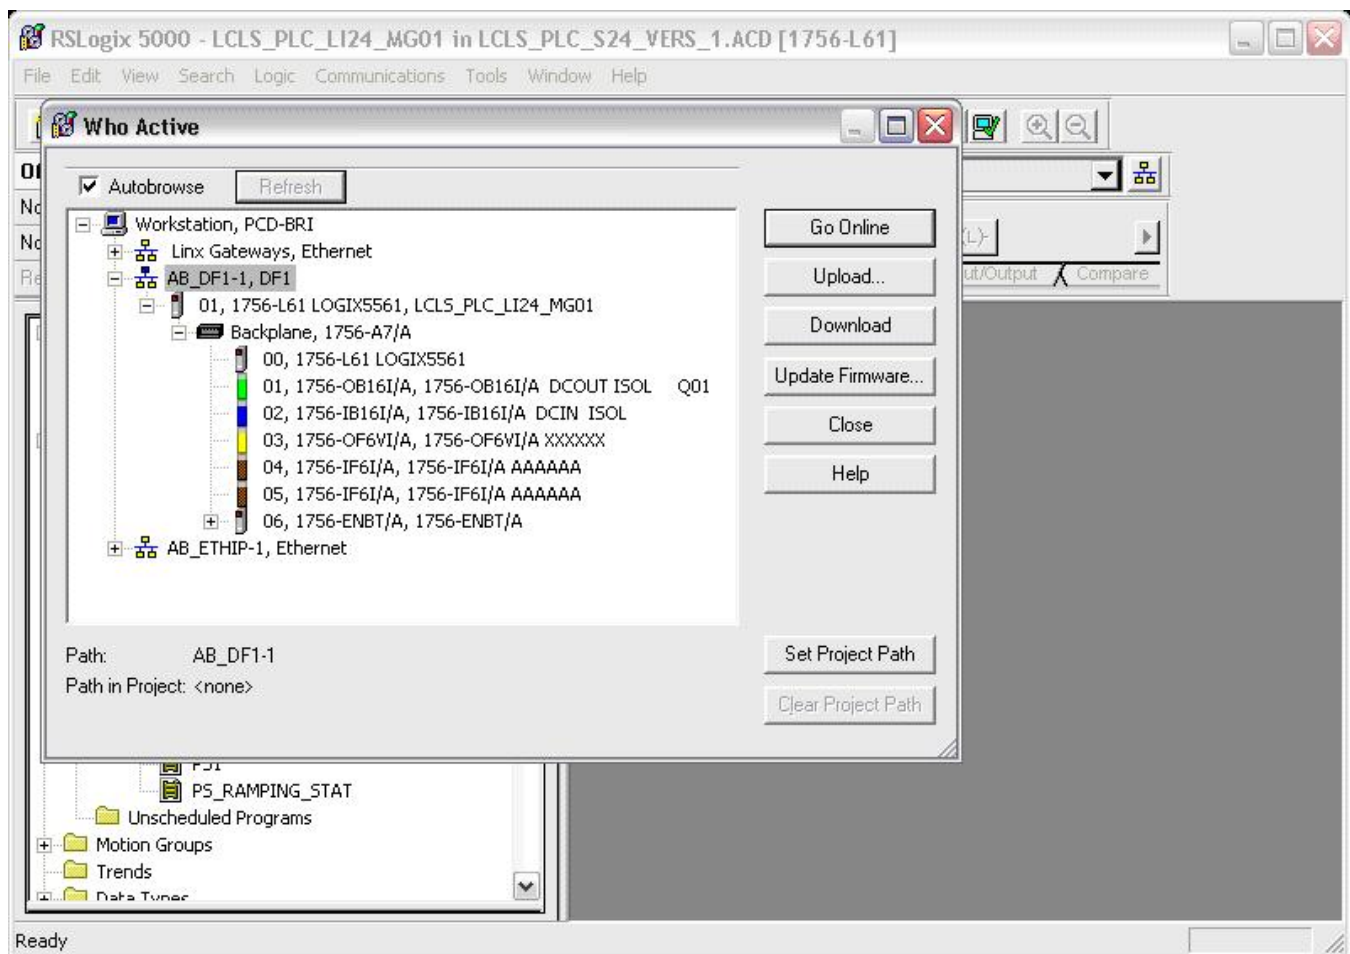 RSLogix 5000 - LCLS_PLC_LI24_MG01 in LCLS_PLC_S24_VERS_1.ACD [1756-L61]
File Edit View Search Logic Communications Tools Window Help
Who Active
Autobrowse Refresh
Workstation, PCD-BRI
Linx Gateways, Ethernet
AB_DF1-1, DF1
01, 1756-L61 LOGIX5561, LCLS_PLC_LI24_MG01
Backplane, 1756-A7/A
00, 1756-L61 LOGIX5561
01, 1756-OB16I/A, 1756-OB16I/A DCOUT ISOL Q01
02, 1756-IB16I/A, 1756-IB16I/A DCIN ISOL
03, 1756-OF6VI/A, 1756-OF6VI/A XXXXXX
04, 1756-IF6I/A, 1756-IF6I/A AAAAAA
05, 1756-IF6I/A, 1756-IF6I/A AAAAAA
06, 1756-ENBT/A, 1756-ENBT/A
AB_ETHIP-1, Ethernet
Go Online
Upload...
Download
Update Firmware...
Close
Help
Path: AB_DF1-1
Path in Project: <none>
Set Project Path
Clear Project Path
(L)
ut/Output Compare
PS_RAMPING_STAT
Unscheduled Programs
Motion Groups
Trends
Data Types
Ready